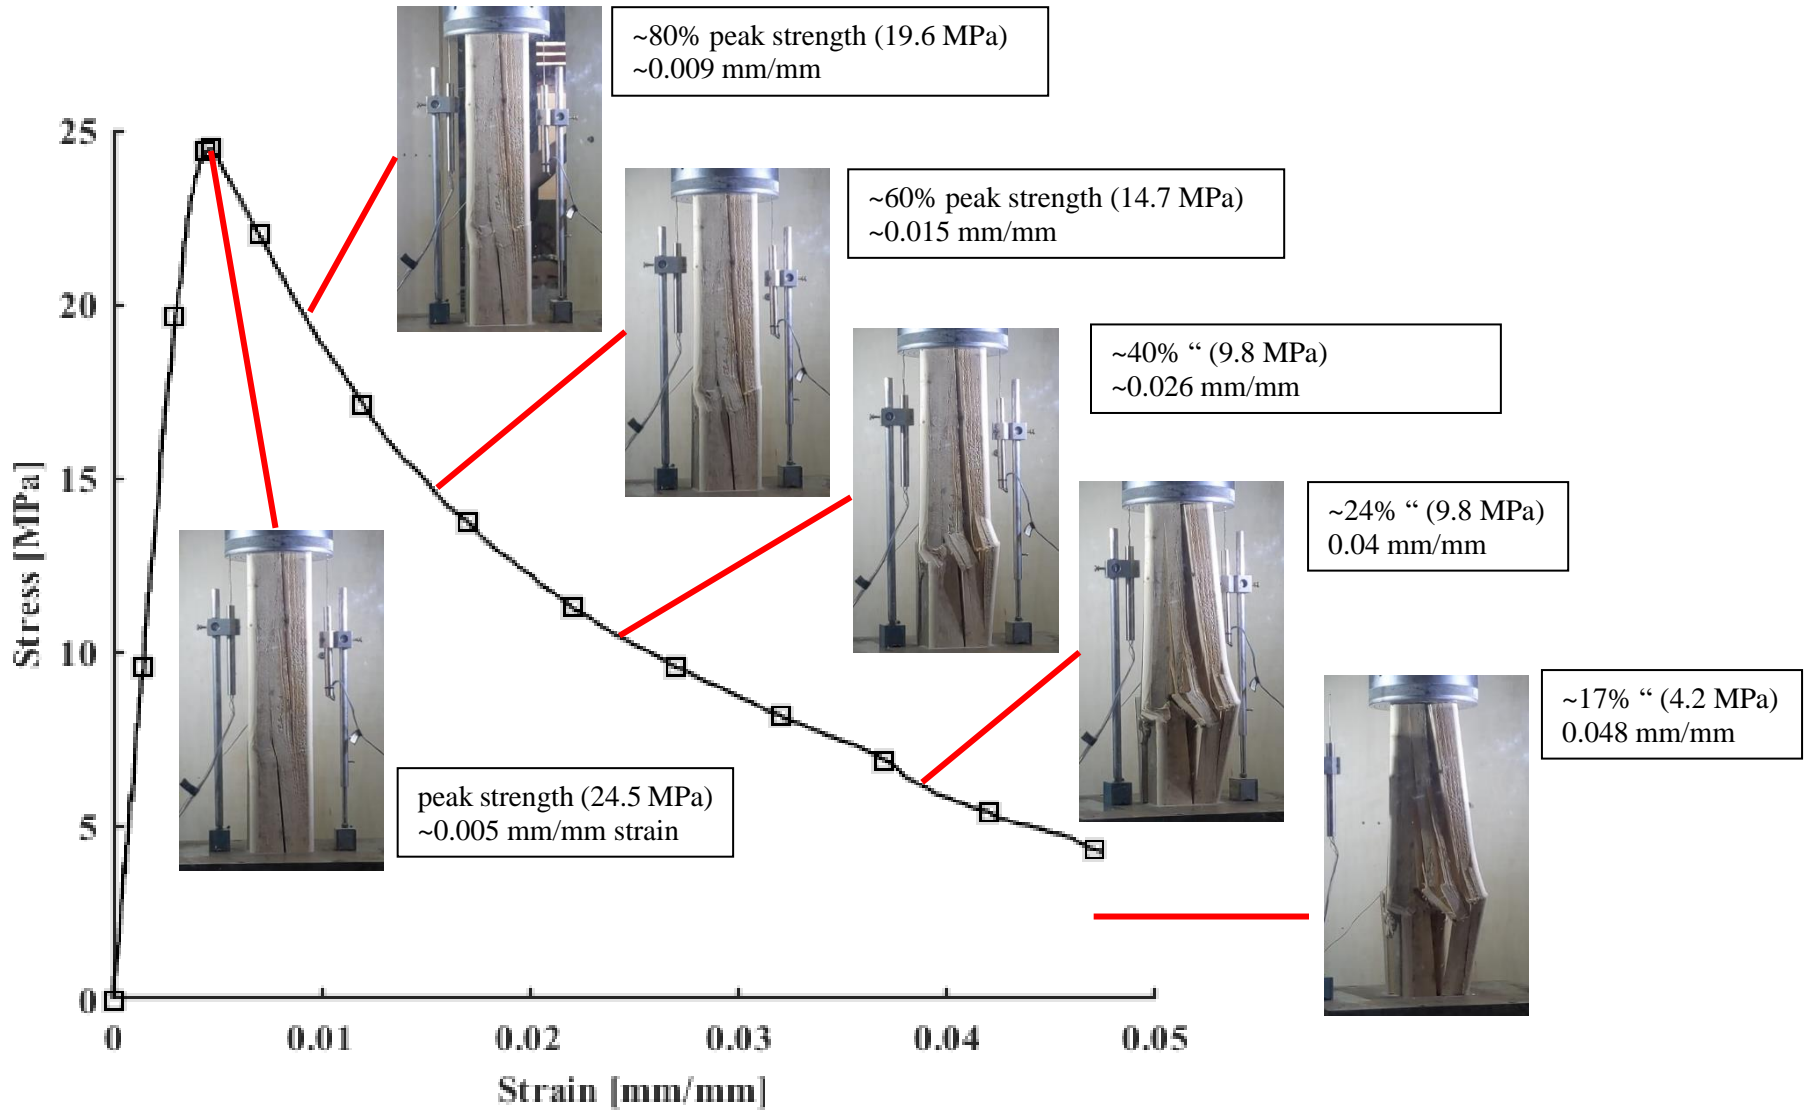 ~80% peak strength (19.6 MPa)
~0.009 mm/mm
~60% peak strength (14.7 MPa)
~0.015 mm/mm
~40% “ (9.8 MPa)
~0.026 mm/mm
~24% “ (9.8 MPa)
0.04 mm/mm
~17% “ (4.2 MPa)
0.048 mm/mm
peak strength (24.5 MPa)
~0.005 mm/mm strain
Stress [MPa]
25
20
15
10
5
0
0 0.01 0.02 0.03 0.04 0.05
Strain [mm/mm]